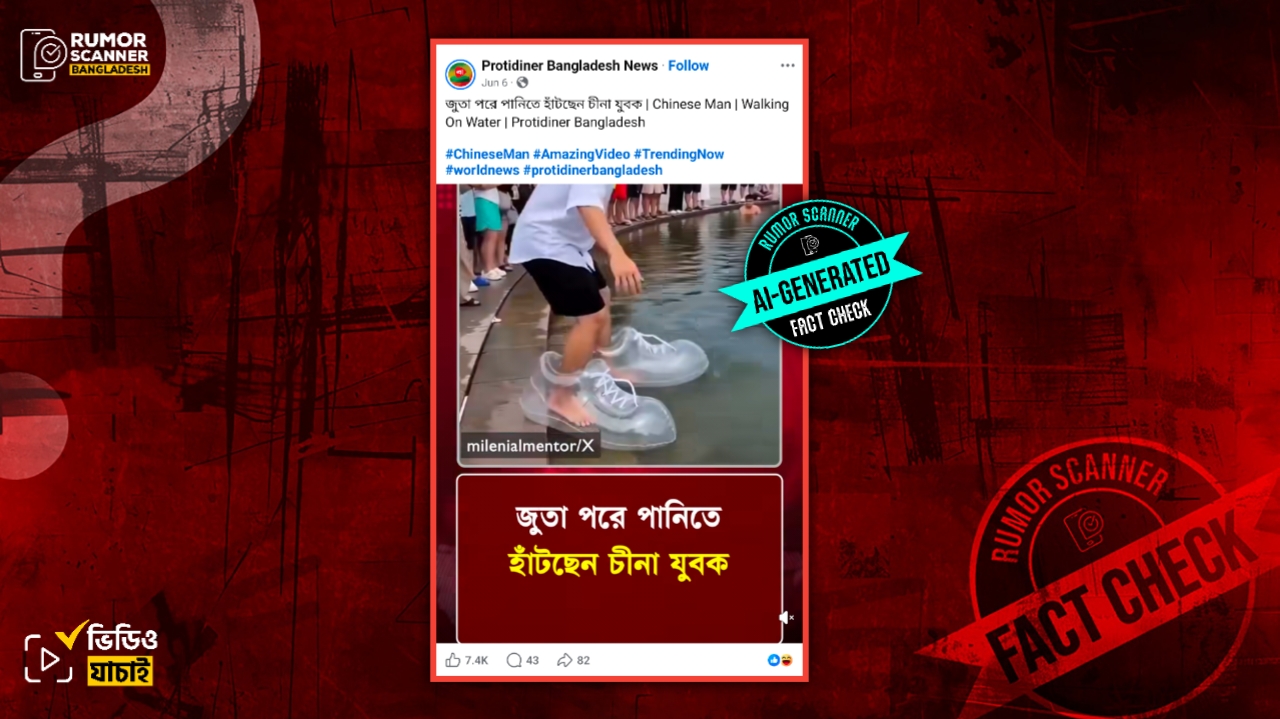 RUMOR
SCANNER
BANGLADESH
Protidiner Bangladesh News · Follow
Jun 6 ·
জুতা পরে পানিতে হাঁটছেন চীনা যুবক | Chinese Man | Walking
On Water | Protidiner Bangladesh
#ChineseMan #AmazingVideo #TrendingNow
#worldnews #protidinerbangladesh
RUMOR SCANNER
AI-GENERATED
FACT CHECK
milenialmentor/X
জুতা পরে পানিতে
হাঁটছেন চীনা যুবক
7.4K 43 82
ভিডিও
যাচাই
RUMOR SCANNER
FACT CHECK